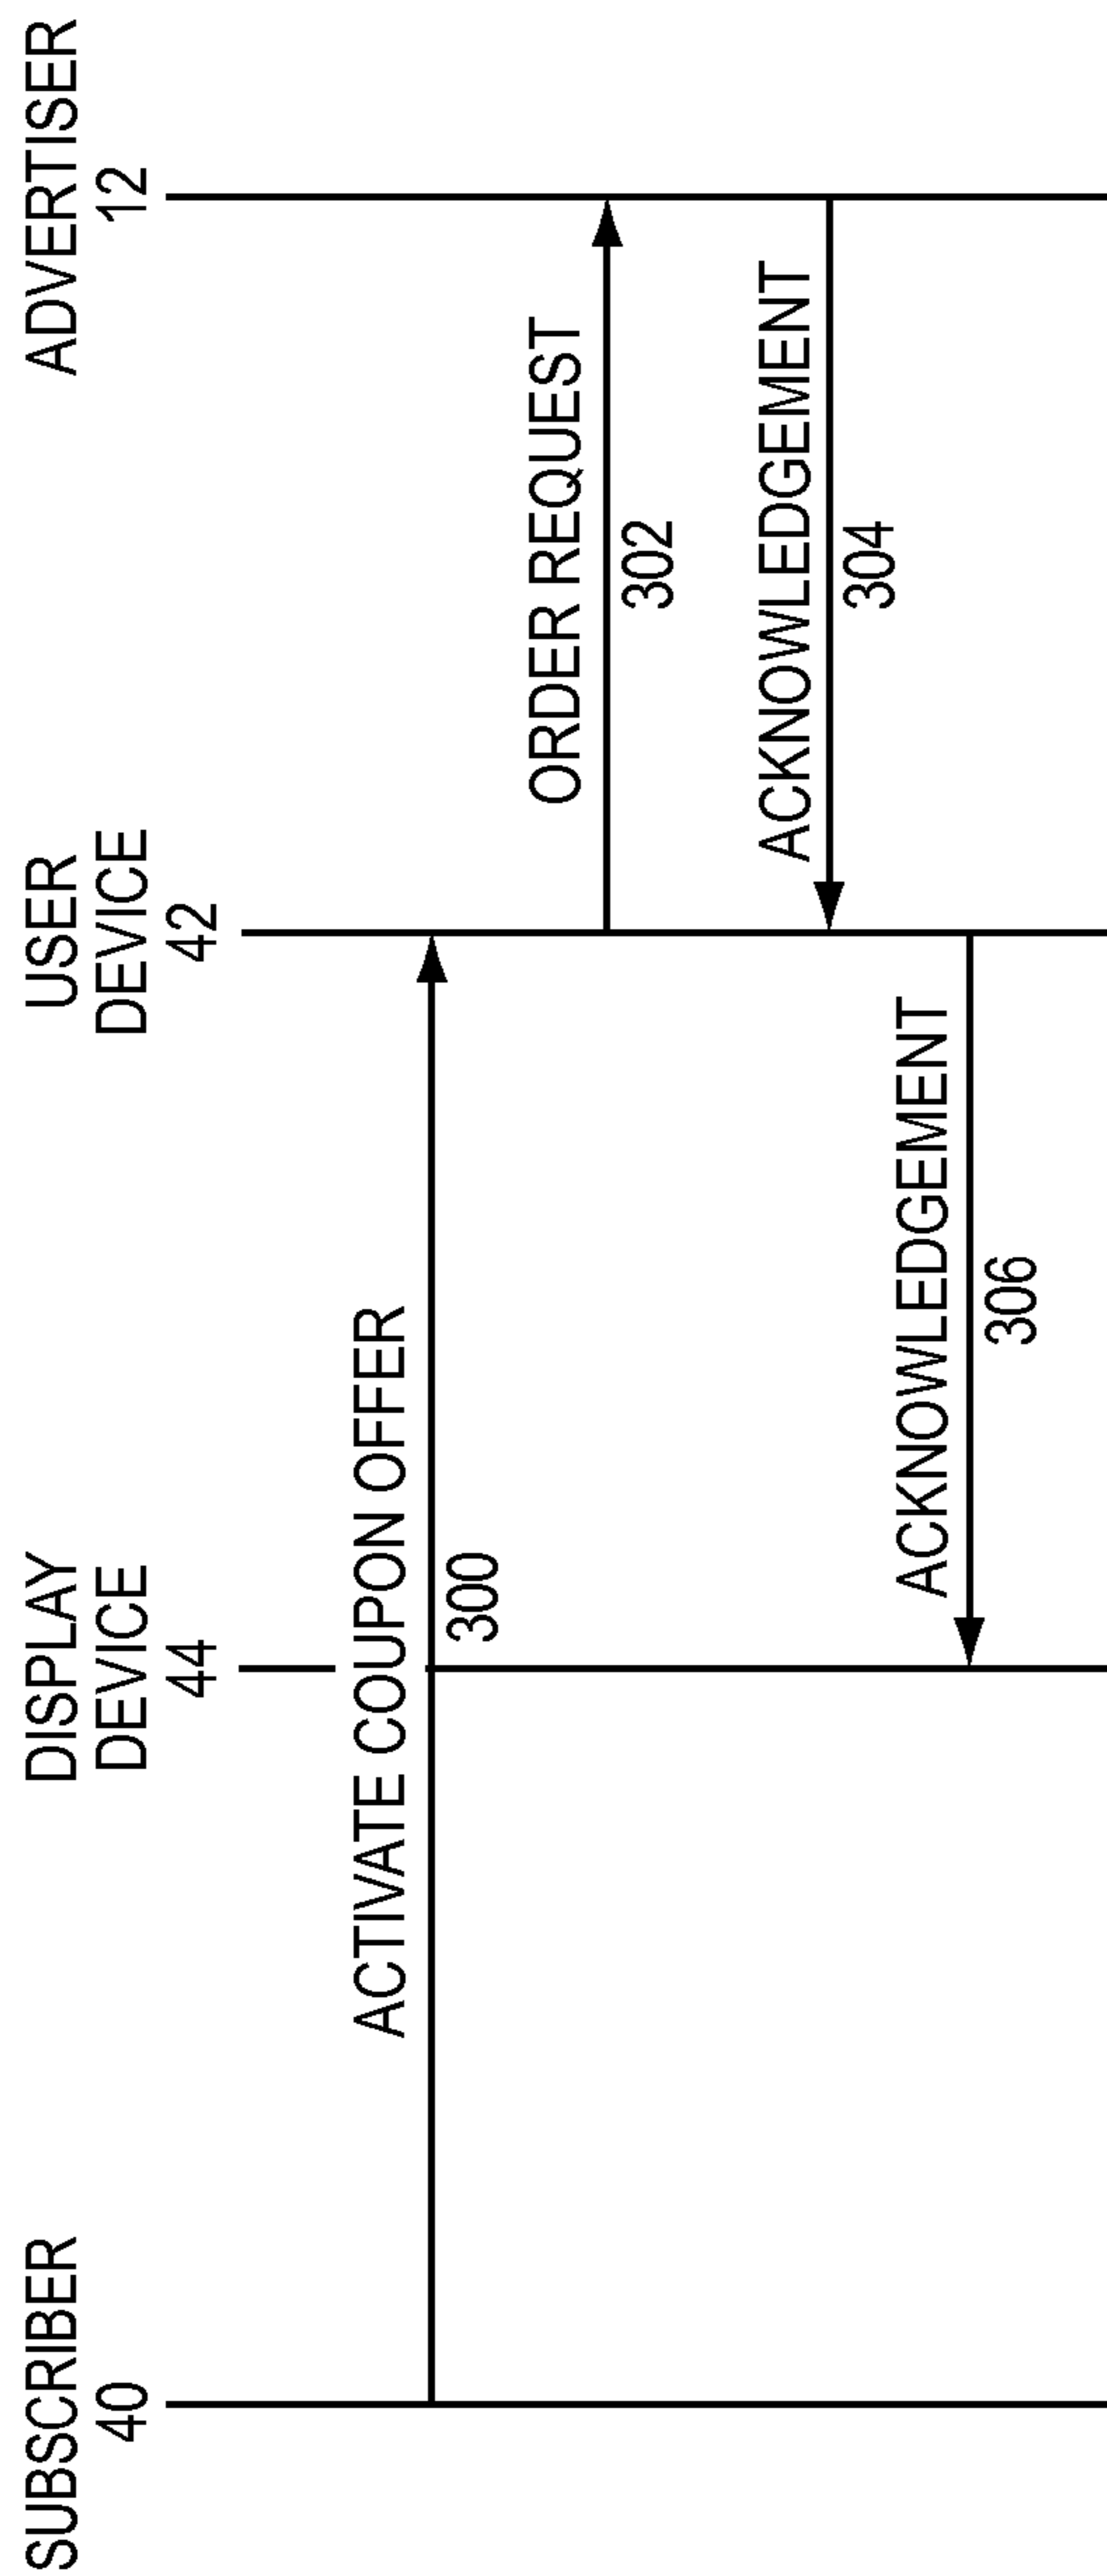 SUBSCRIBER
40
DISPLAY
DEVICE
44
USER
DEVICE
42
ADVERTISER
12
ACTIVATE COUPON OFFER
300
ORDER REQUEST
302
ACKNOWLEDGEMENT
304
ACKNOWLEDGEMENT
306